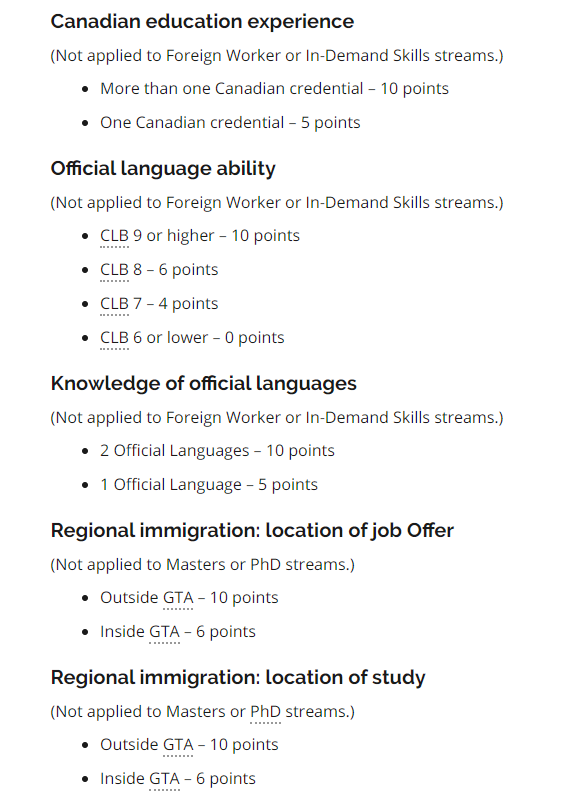 Canadian education experience
(Not applied to Foreign Worker or In-Demand Skills streams.)
• More than one Canadian credential – 10 points
• One Canadian credential – 5 points
Official language ability
(Not applied to Foreign Worker or In-Demand Skills streams.)
• CLB 9 or higher – 10 points
• CLB 8 – 6 points
• CLB 7 – 4 points
• CLB 6 or lower – 0 points
Knowledge of official languages
(Not applied to Foreign Worker or In-Demand Skills streams.)
• 2 Official Languages – 10 points
• 1 Official Language – 5 points
Regional immigration: location of job Offer
(Not applied to Masters or PhD streams.)
• Outside GTA – 10 points
• Inside GTA – 6 points
Regional immigration: location of study
(Not applied to Masters or PhD streams.)
• Outside GTA – 10 points
• Inside GTA – 6 points